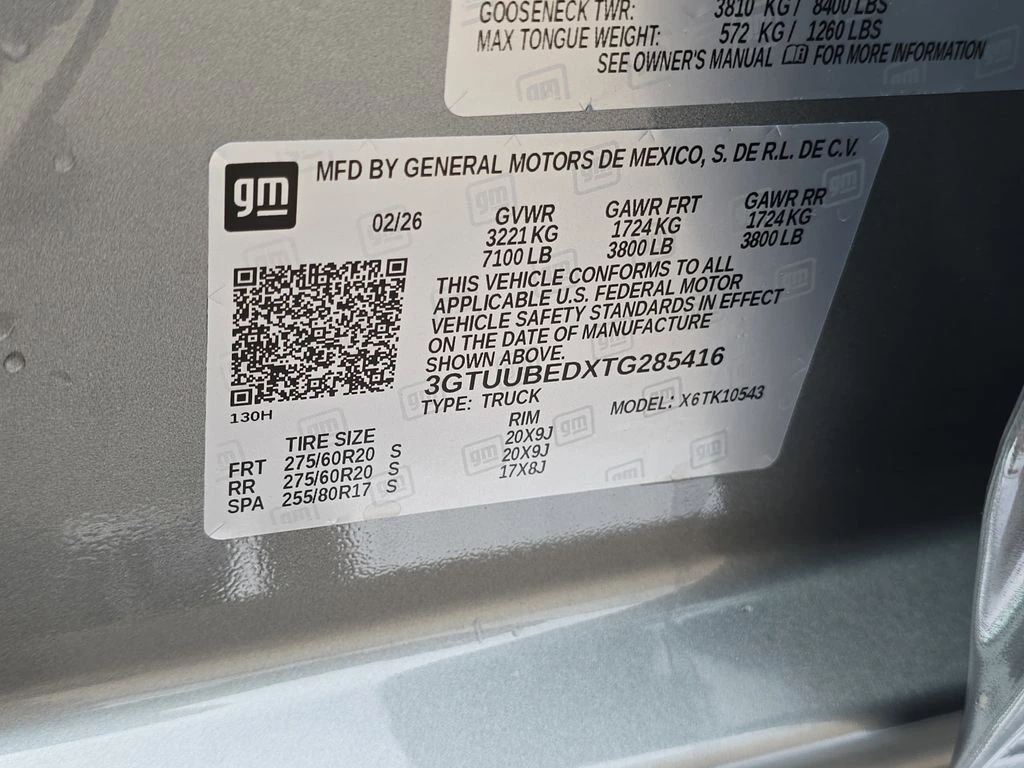 GOOSENECK TWR: 3810 KG / 8400 LBS
MAX TONGUE WEIGHT: 572 KG / 1260 LBS
SEE OWNER'S MANUAL FOR MORE INFORMATION
gm MFD BY GENERAL MOTORS DE MEXICO, S. DE R.L. DE C.V.
02/26 GVWR GAWR FRT GAWR RR
3221 KG 1724 KG 1724 KG
7100 LB 3800 LB 3800 LB
THIS VEHICLE CONFORMS TO ALL
APPLICABLE U.S. FEDERAL MOTOR
VEHICLE SAFETY STANDARDS IN EFFECT
ON THE DATE OF MANUFACTURE
SHOWN ABOVE.
3GTUUBEDXTG285416
TYPE: TRUCK MODEL: X6TK10543
130H
TIRE SIZE RIM
FRT 275/60R20 S 20X9J
RR 275/60R20 S 20X9J
SPA 255/80R17 S 17X8J